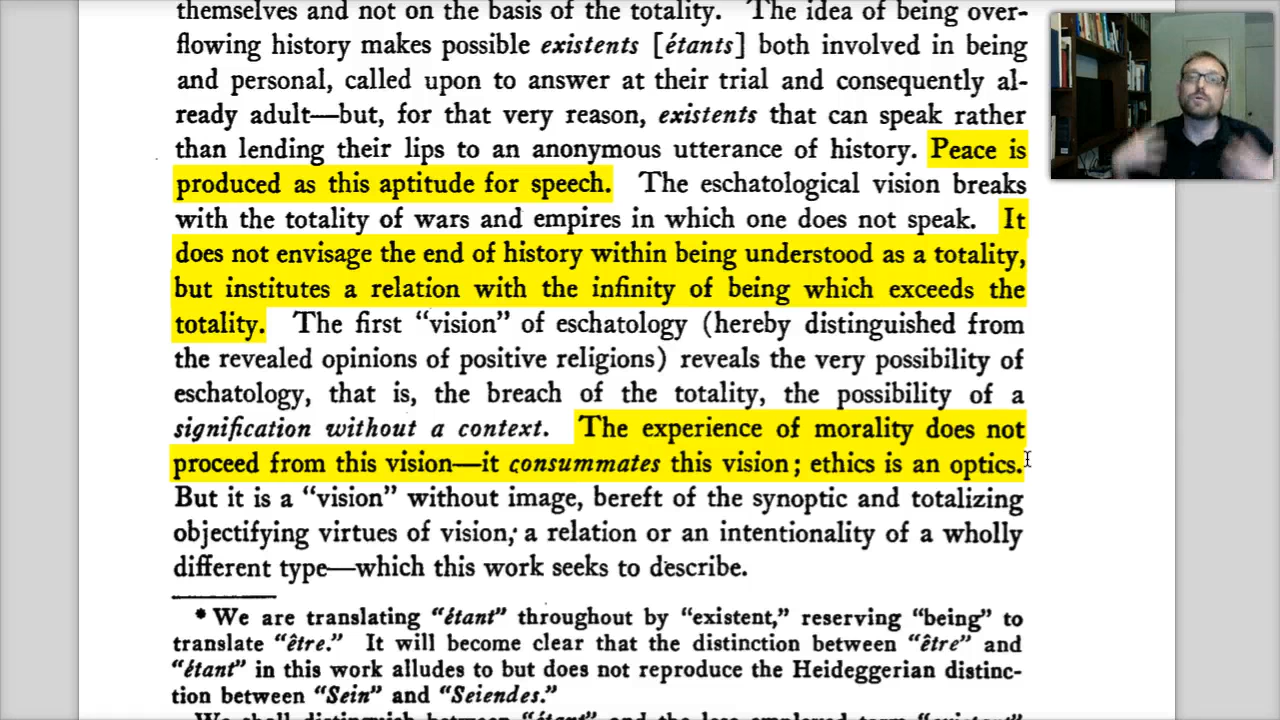 themselves and not on the basis of the totality. The idea of being over-
flowing history makes possible existents [étants] both involved in being
and personal, called upon to answer at their trial and consequently al-
ready adult—but, for that very reason, existents that can speak rather
than lending their lips to an anonymous utterance of history. Peace is
produced as this aptitude for speech. The eschatological vision breaks
with the totality of wars and empires in which one does not speak. It
does not envisage the end of history within being understood as a totality,
but institutes a relation with the infinity of being which exceeds the
totality. The first “vision” of eschatology (hereby distinguished from
the revealed opinions of positive religions) reveals the very possibility of
eschatology, that is, the breach of the totality, the possibility of a
signification without a context. The experience of morality does not
proceed from this vision—it consummates this vision; ethics is an optics.
But it is a “vision” without image, bereft of the synoptic and totalizing
objectifying virtues of vision, a relation or an intentionality of a wholly
different type—which this work seeks to describe.
* We are translating “étant” throughout by “existent,” reserving “being” to
translate “être.” It will become clear that the distinction between “être” and
“étant” in this work alludes to but does not reproduce the Heideggerian distinc-
tion between “Sein” and “Seiendes.”
We shall distinguish between “étant” and the less employed term “existant”